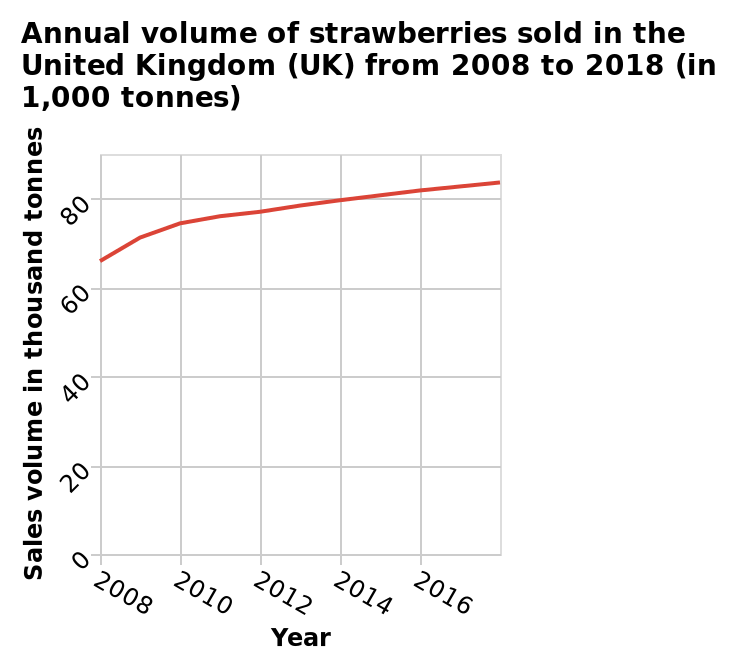 Annual volume of strawberries sold in the
United Kingdom (UK) from 2008 to 2018 (in
1,000 tonnes)
Sales volume in thousand tonnes
80
60
40
20
0
2008
2010
2012
2014
2016
Year